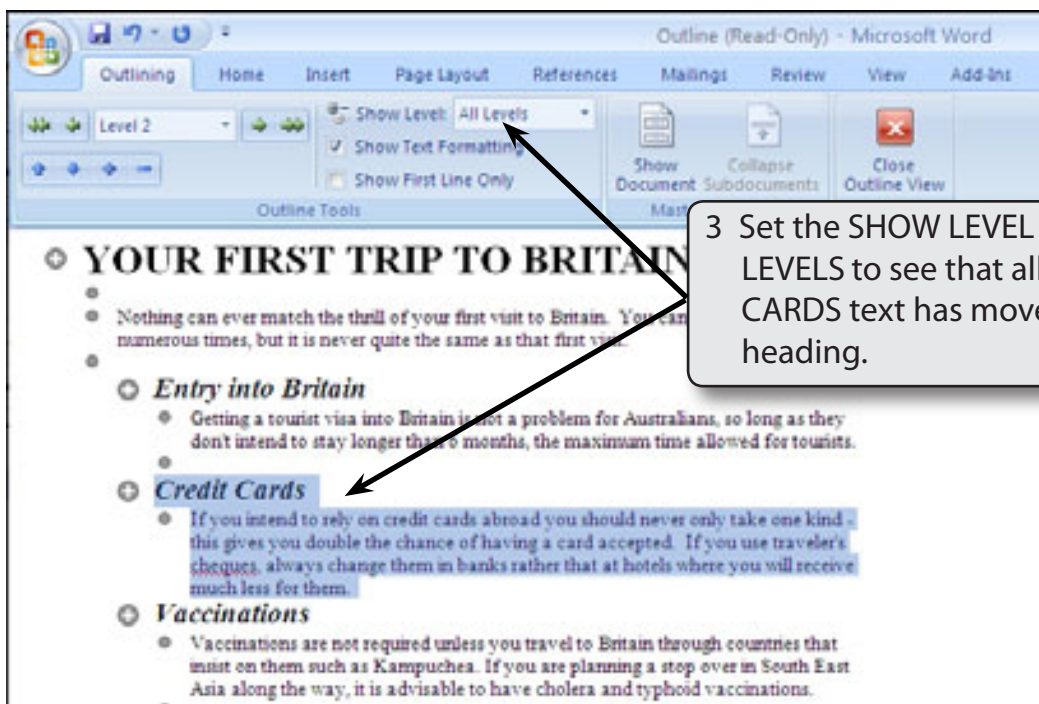 Outline (Read-Only) - Microsoft Word
Outlining Home Insert Page Layout References Mailings Review View Add-Ins
Level 2
Show Level: All Levels
Show Text Formatting
Show First Line Only
Show Document
Collapse Subdocuments
Close Outline View
Outline Tools
Mast
3 Set the SHOW LEVEL
LEVELS to see that all
CARDS text has move
heading.
YOUR FIRST TRIP TO BRITAIN
Nothing can ever match the thrill of your first visit to Britain. You can
numerous times, but it is never quite the same as that first visit.
Entry into Britain
Getting a tourist visa into Britain is not a problem for Australians, so long as they
don't intend to stay longer than 6 months, the maximum time allowed for tourists.
Credit Cards
If you intend to rely on credit cards abroad you should never only take one kind -
this gives you double the chance of having a card accepted. If you use traveler's
cheques, always change them in banks rather that at hotels where you will receive
much less for them.
Vaccinations
Vaccinations are not required unless you travel to Britain through countries that
insist on them such as Kampuchea. If you are planning a stop over in South East
Asia along the way, it is advisable to have cholera and typhoid vaccinations.